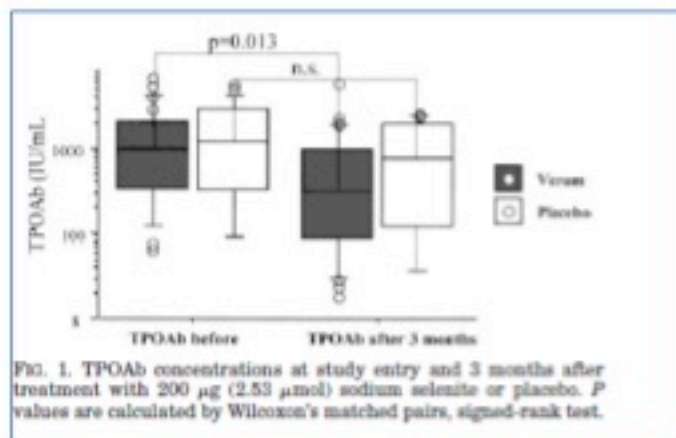 p=0.013
n.s.
TPOAb (IU/mL
1000
100
8
Verum
Placebo
TPOAb before
TPOAb after 3 months
FIG. 1. TPOAb concentrations at study entry and 3 months after
treatment with 200 μg (2.53 μmol) sodium selenite or placebo. P
values are calculated by Wilcoxon's matched pairs, signed-rank test.